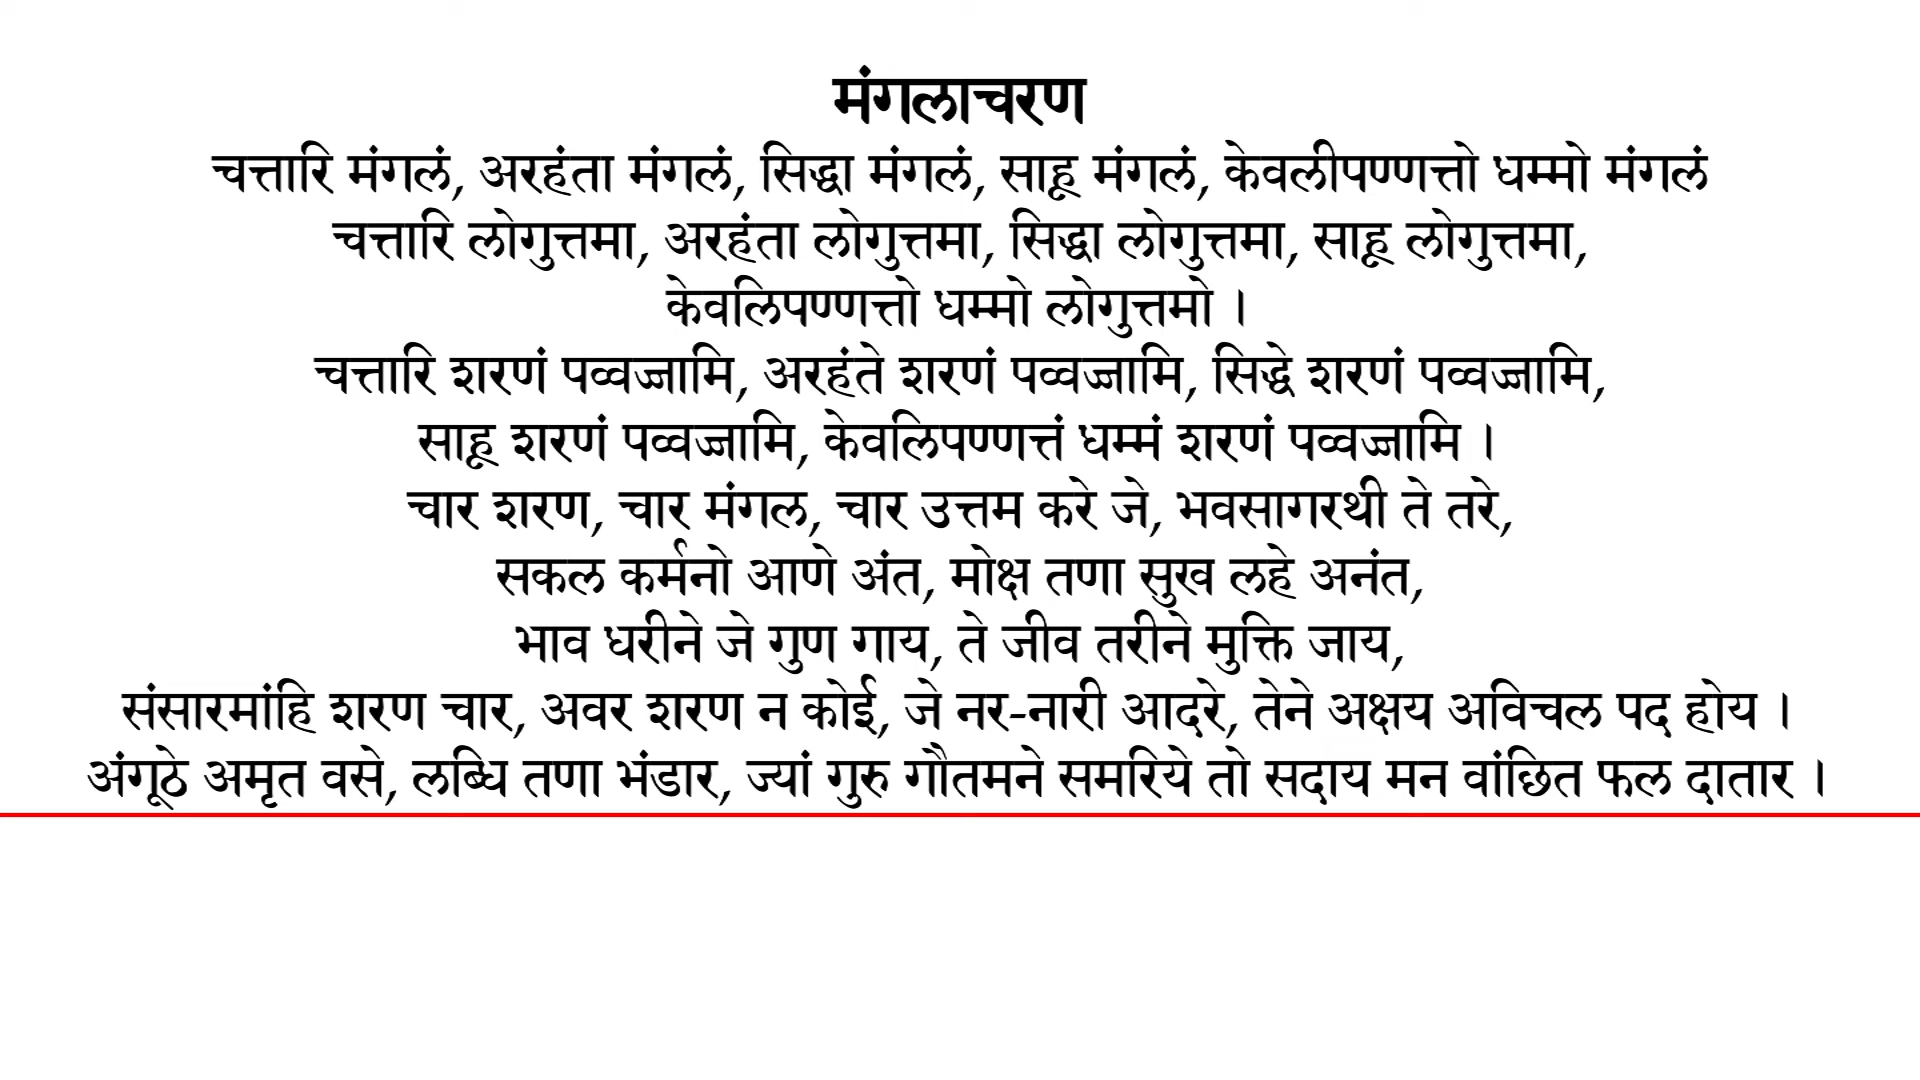 मंगलाचरण
चत्तारि मंगलं, अरहंता मंगलं, सिद्धा मंगलं, साहू मंगलं, केवलीपण्णत्तो धम्मो मंगलं
चत्तारि लोगुत्तमा, अरहंता लोगुत्तमा, सिद्धा लोगुत्तमा, साहू लोगुत्तमा,
केवलिपण्णत्तो धम्मो लोगुत्तमो ।
चत्तारि शरणं पव्वज्जामि, अरहंते शरणं पव्वज्जामि, सिद्धे शरणं पव्वज्जामि,
साहू शरणं पव्वज्जामि, केवलिपण्णत्तं धम्मं शरणं पव्वज्जामि ।
चार शरण, चार मंगल, चार उत्तम करे जे, भवसागरथी ते तरे,
सकल कर्मनो आणे अंत, मोक्ष तणा सुख लहे अनंत,
भाव धरीने जे गुण गाय, ते जीव तरीने मुक्ति जाय,
संसारमांहि शरण चार, अवर शरण न कोई, जे नर-नारी आदरे, तेने अक्षय अविचल पद होय ।
अंगूठे अमृत वसे, लब्धि तणा भंडार, ज्यां गुरु गौतमने समरिये तो सदाय मन वांछित फल दातार ।